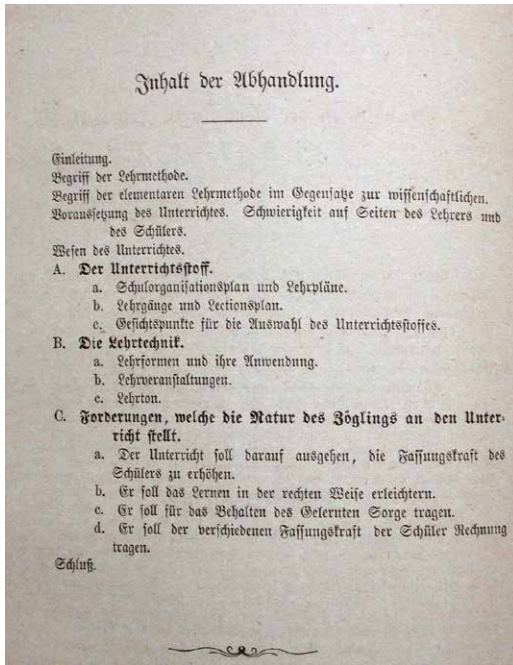 Inhalt der Abhandlung.
Einleitung.
Begriff der Lehrmethode.
Begriff der elementaren Lehrmethode im Gegensatze zur wissenschaftlichen.
Voraussetzung des Unterrichtes. Schwierigkeit auf Seiten des Lehrers und
des Schülers.
Wesen des Unterrichtes.
A. Der Unterrichtsstoff.
a. Schulorganisationsplan und Lehrpläne.
b. Lehrgänge und Lectionsplan.
c. Gesichtspunkte für die Auswahl des Unterrichtsstoffes.
B. Die Lehrtechnik.
a. Lehrformen und ihre Anwendung.
b. Lehrveranstaltungen.
c. Lehrton.
C. Forderungen, welche die Natur des Zöglings an den Unter-
richt stellt.
a. Der Unterricht soll darauf ausgehen, die Fassungskraft des
Schülers zu erhöhen.
b. Er soll das Lernen in der rechten Weise erleichtern.
c. Er soll für das Behalten des Gelernten Sorge tragen.
d. Er soll der verschiedenen Fassungskraft der Schüler Rechnung
tragen.
Schluß.